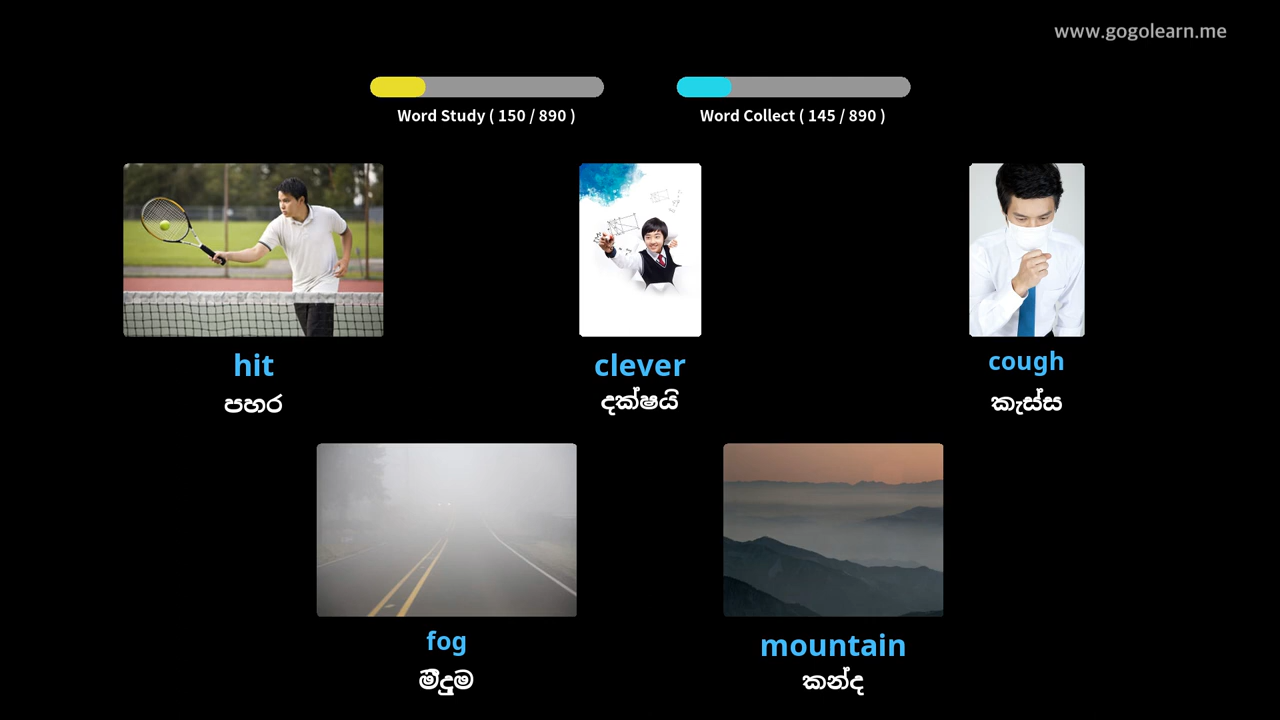 www.gogolearn.me
Word Study ( 150 / 890 )
Word Collect ( 145 / 890 )
hit
පහර
clever
දක්ෂයි
cough
කැස්ස
fog
මීදුම
mountain
කන්ද